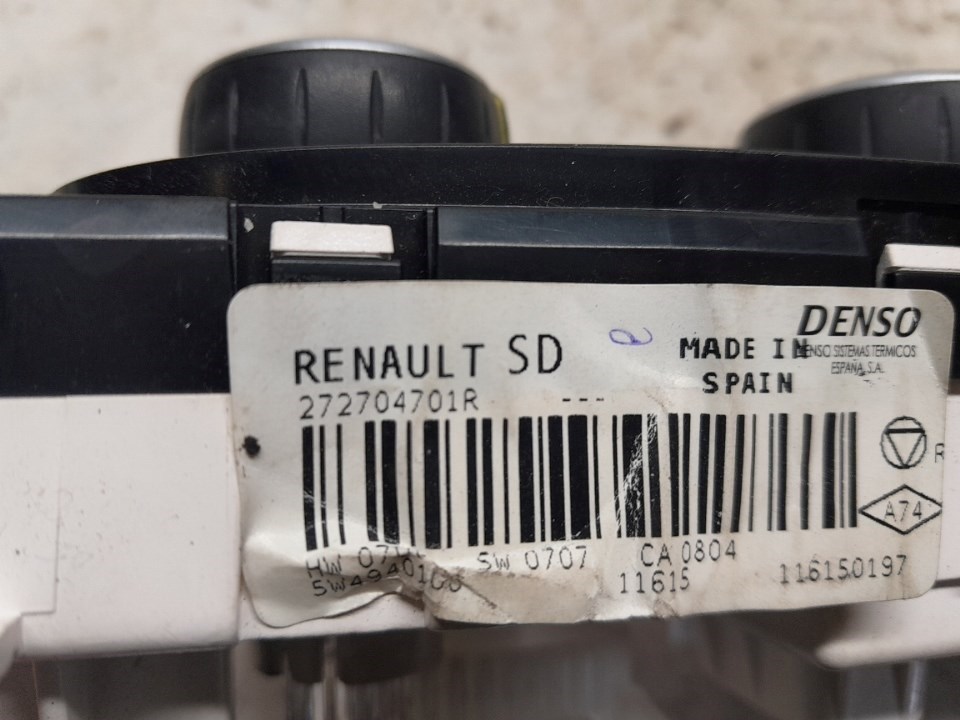 RENAULT SD
MADE IN
SPAIN
DENSO
DENSO SISTEMAS TERMICOS
ESPAÑA, S.A.
272704701R ---
R
A74
SW 0707 CA 0804
11615 116150197